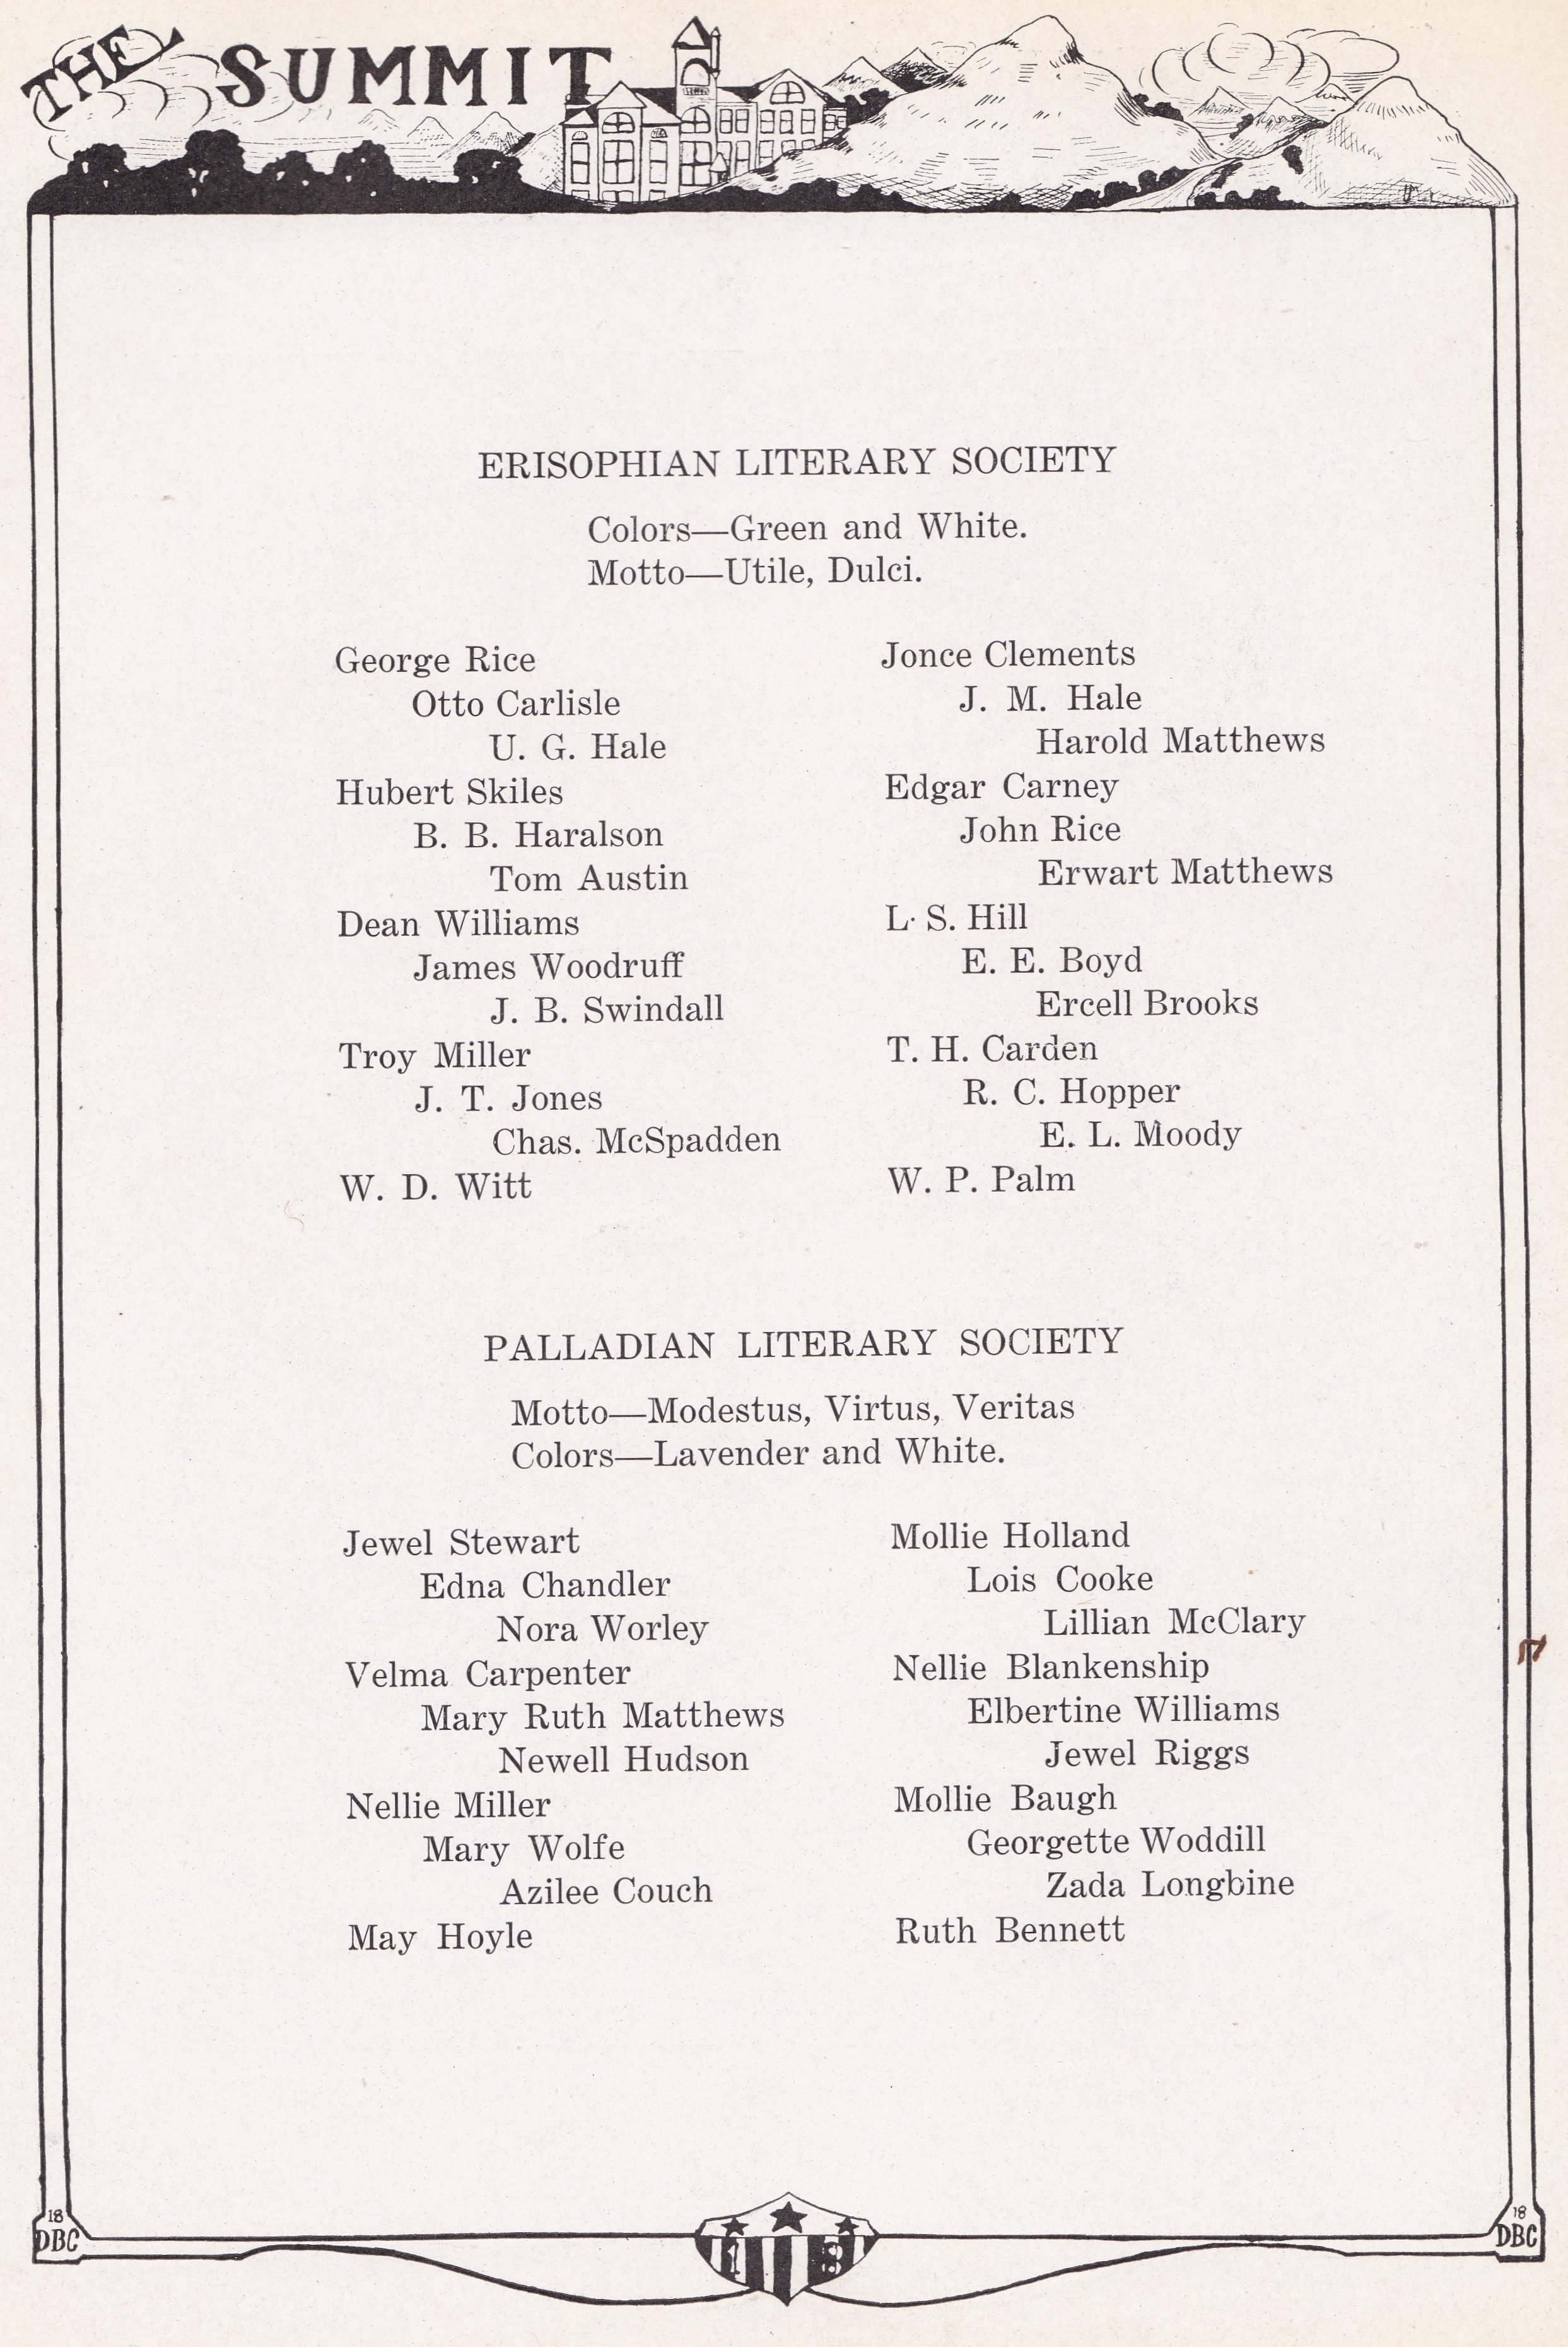 THE SUMMIT
ERISOPHIAN LITERARY SOCIETY
Colors—Green and White.
Motto—Utile, Dulci.
George Rice
Otto Carlisle
U. G. Hale
Hubert Skiles
B. B. Haralson
Tom Austin
Dean Williams
James Woodruff
J. B. Swindall
Troy Miller
J. T. Jones
Chas. McSpadden
W. D. Witt
Jonce Clements
J. M. Hale
Harold Matthews
Edgar Carney
John Rice
Erwart Matthews
L. S. Hill
E. E. Boyd
Ercell Brooks
T. H. Carden
R. C. Hopper
E. L. Moody
W. P. Palm
PALLADIAN LITERARY SOCIETY
Motto—Modestus, Virtus, Veritas
Colors—Lavender and White.
Jewel Stewart
Edna Chandler
Nora Worley
Velma Carpenter
Mary Ruth Matthews
Newell Hudson
Nellie Miller
Mary Wolfe
Azilee Couch
May Hoyle
Mollie Holland
Lois Cooke
Lillian McClary
Nellie Blankenship
Elbertine Williams
Jewel Riggs
Mollie Baugh
Georgette Woddill
Zada Longbine
Ruth Bennett
18
DBC
18
18
DBC